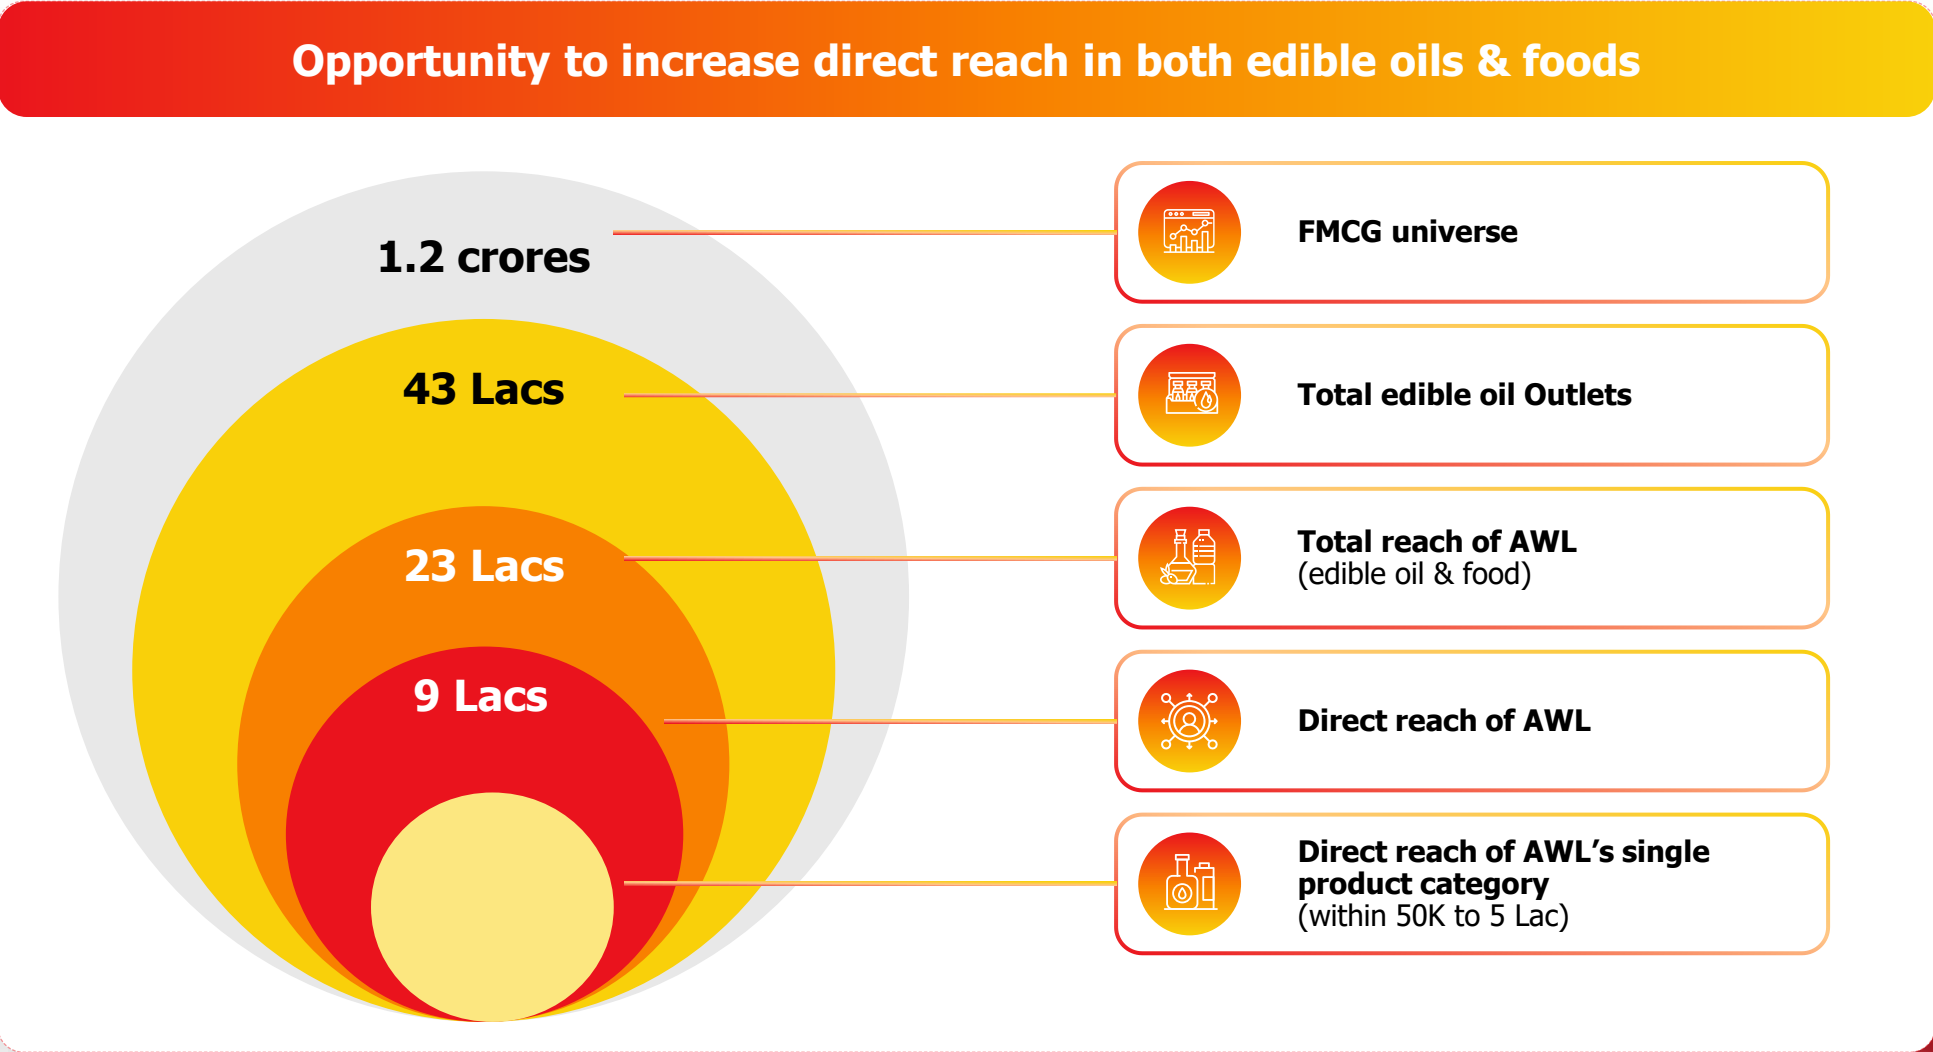 Opportunity to increase direct reach in both edible oils & foods
1.2 crores
FMCG universe
43 Lacs
Total edible oil Outlets
23 Lacs
Total reach of AWL
(edible oil & food)
9 Lacs
Direct reach of AWL
Direct reach of AWL’s single
product category
(within 50K to 5 Lac)